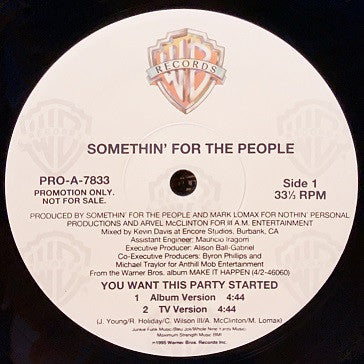 WB
RECORDS
SOMETHIN' FOR THE PEOPLE
PRO-A-7833
PROMOTION ONLY.
NOT FOR SALE.
Side 1
33⅓ RPM
PRODUCED BY SOMETHIN' FOR THE PEOPLE AND MARK LOMAX FOR NOTHIN' PERSONAL
PRODUCTIONS AND ARVEL McCLINTON FOR III A.M. ENTERTAINMENT
Mixed by Kevin Davis at Encore Studios, Burbank, CA
Assistant Engineer: Mauricio Iragorri
Executive Producer: Alison Ball-Gabriel
Co-Executive Producers: Byron Phillips and
Michael Traylor for Anthill Mob Entertainment
From the Warner Bros. album MAKE IT HAPPEN (4/2-46060)
YOU WANT THIS PARTY STARTED
1 Album Version 4:44
2 TV Version 4:44
(J. Young/R. Holiday/C. Wilson III/A. McClinton/M. Lomax)
Maximum Strength Music BMI
©1995 Warner Bros. Records Inc.